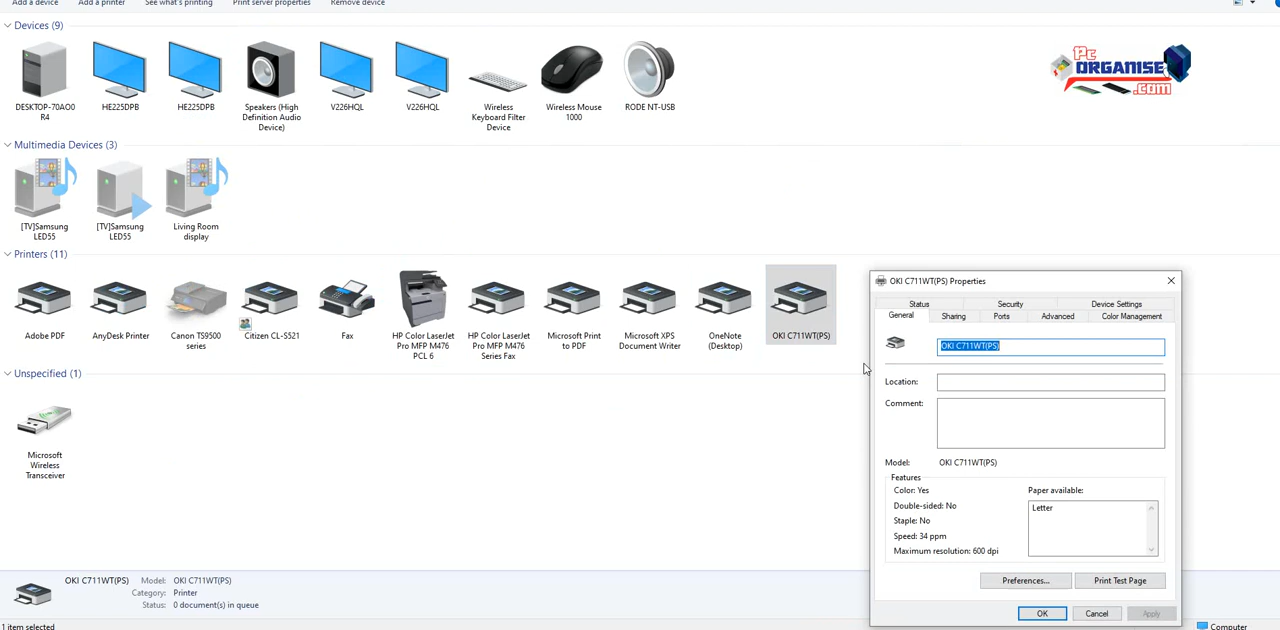 Add a device Add a printer See what's printing Print server properties Remove device
Devices (9)
DESKTOP-70AO0
R4
HE225DPB
HE225DPB
Speakers (High
Definition Audio
Device)
V226HQL
V226HQL
Wireless
Keyboard Filter
Device
Wireless Mouse
1000
RODE NT-USB
Pc
ORGANISE
.com
Multimedia Devices (3)
[TV]Samsung
LED55
[TV]Samsung
LED55
Living Room
display
Printers (11)
Adobe PDF
AnyDesk Printer
Canon TS9500
series
Citizen CL-S521
Fax
HP Color LaserJet
Pro MFP M476
PCL 6
HP Color LaserJet
Pro MFP M476
Series Fax
Microsoft Print
to PDF
Microsoft XPS
Document Writer
OneNote
(Desktop)
OKI C711WT(PS)
Unspecified (1)
Microsoft
Wireless
Transceiver
OKI C711WT(PS) Properties
Status Security Device Settings
General Sharing Ports Advanced Color Management
OKI C711WT(PS)
Location:
Comment:
Model: OKI C711WT(PS)
Features
Color: Yes
Double-sided: No
Staple: No
Speed: 34 ppm
Maximum resolution: 600 dpi
Paper available:
Letter
Preferences... Print Test Page
OK Cancel Apply
OKI C711WT(PS) Model: OKI C711WT(PS)
Category: Printer
Status: 0 document(s) in queue
1 item selected
Computer